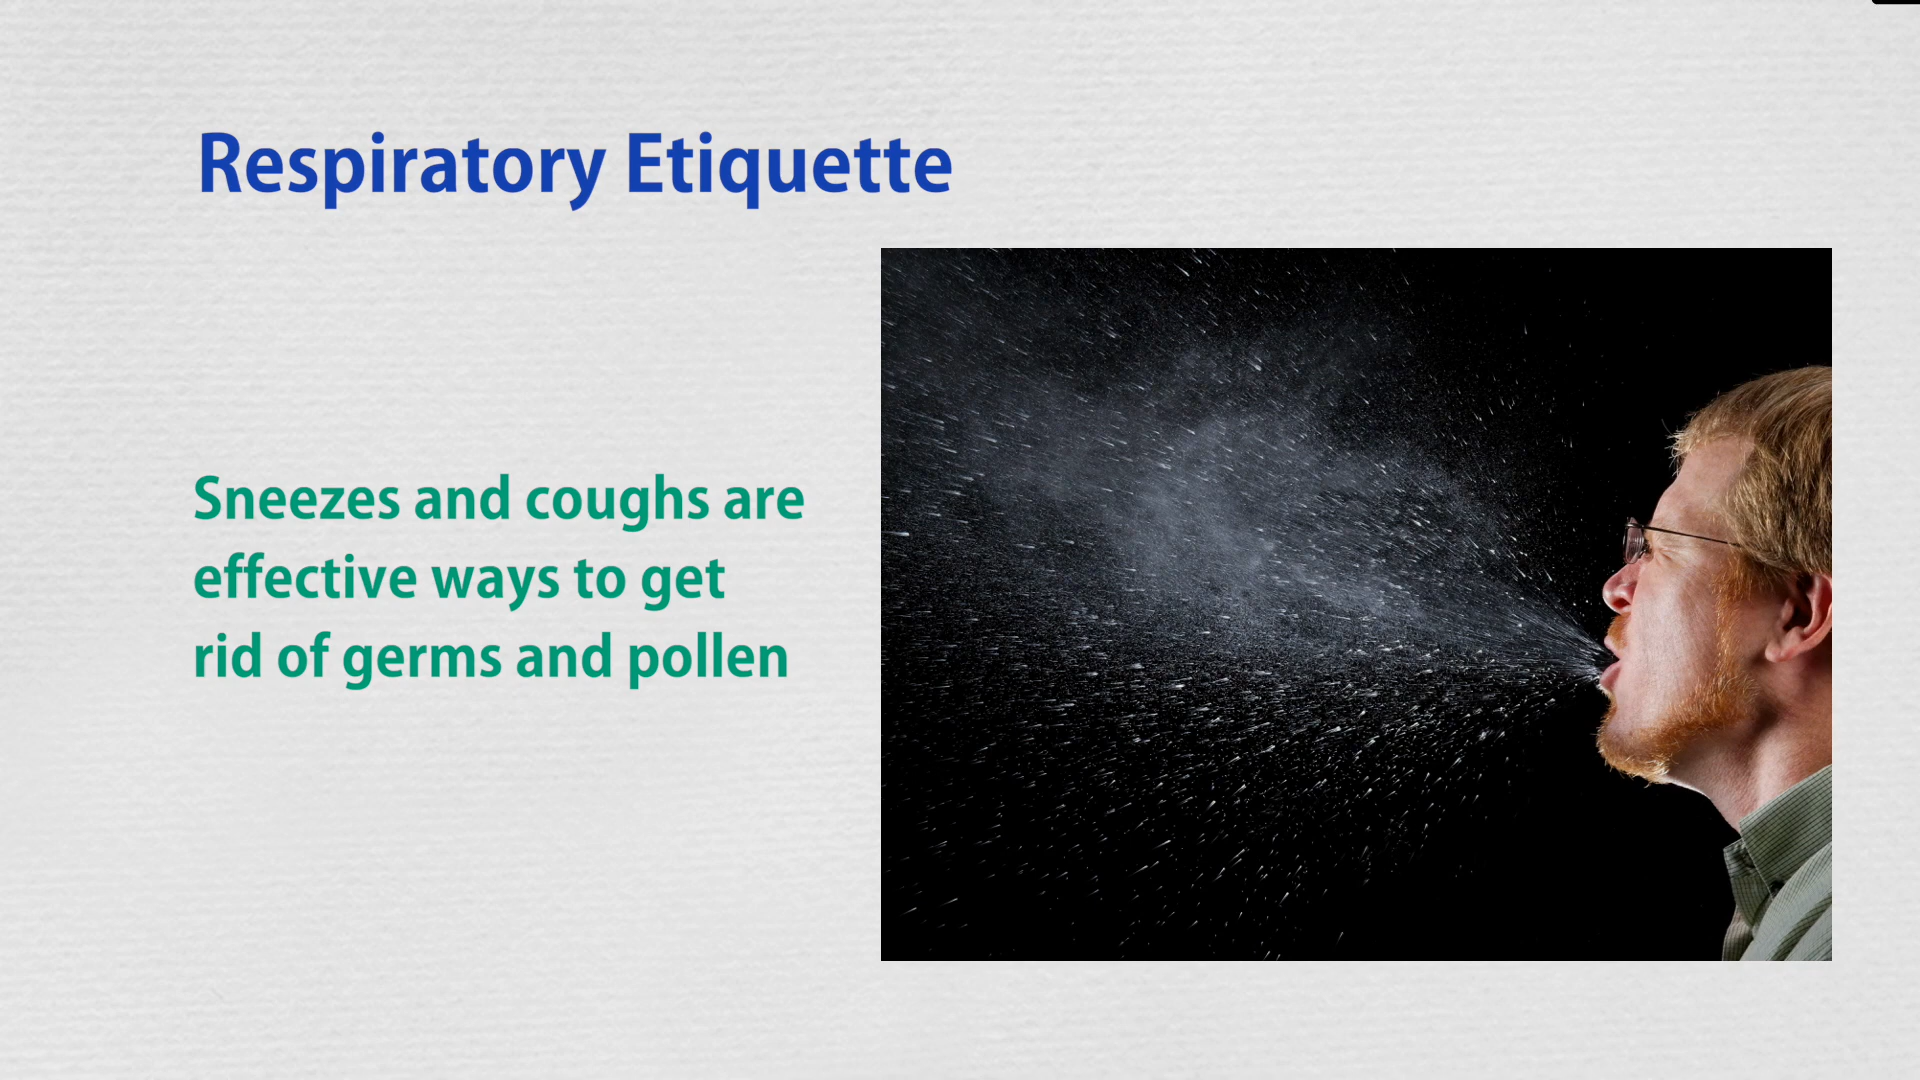 Respiratory Etiquette
Sneezes and coughs are
effective ways to get
rid of germs and pollen